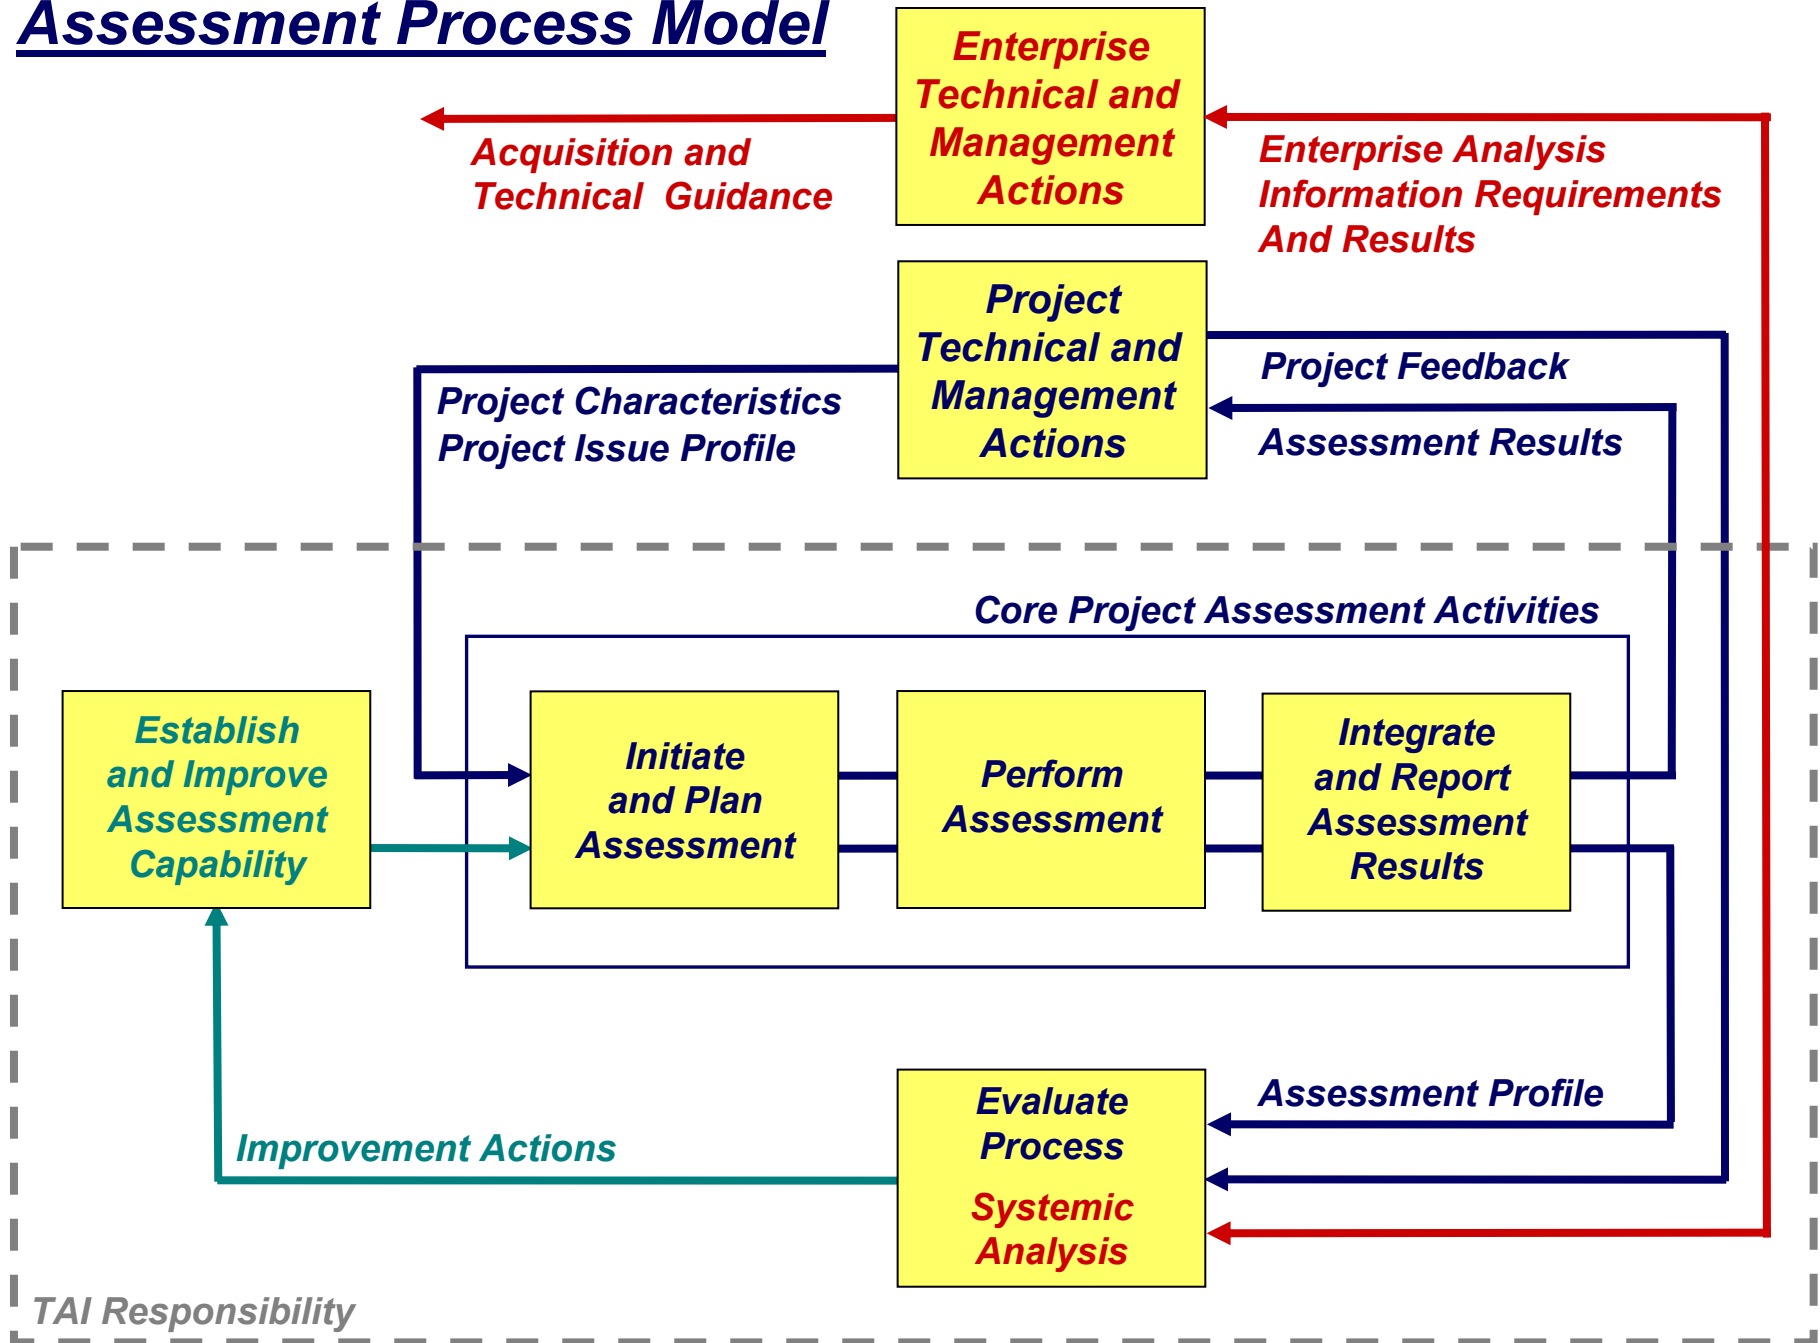 Assessment Process Model
Enterprise
Technical and
Management
Actions
Acquisition and
Technical Guidance
Enterprise Analysis
Information Requirements
And Results
Project
Technical and
Management
Actions
Project Characteristics
Project Issue Profile
Project Feedback
Assessment Results
Core Project Assessment Activities
Establish
and Improve
Assessment
Capability
Initiate
and Plan
Assessment
Perform
Assessment
Integrate
and Report
Assessment
Results
Evaluate
Process
Systemic
Analysis
Assessment Profile
Improvement Actions
TAI Responsibility